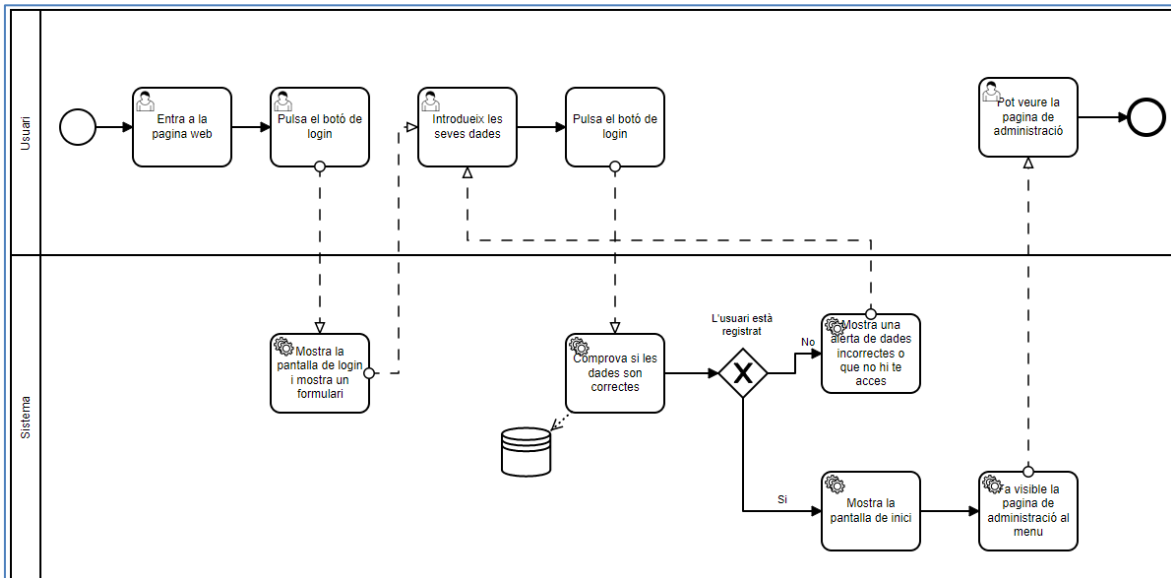 Usuari
Entra a la
pagina web
Pulsa el botó de
login
Introdueix les
seves dades
Pulsa el botó de
login
Pot veure la
pagina de
administració
Sistema
Mostra la
pantalla de login
i mostra un
formulari
Comprova si les
dades son
correctes
L'usuari està
registrat
No
Mostra una
alerta de dades
incorrectes o
que no hi te
acces
Si
Mostra la
pantalla de inici
Fa visible la
pagina de
administració al
menu